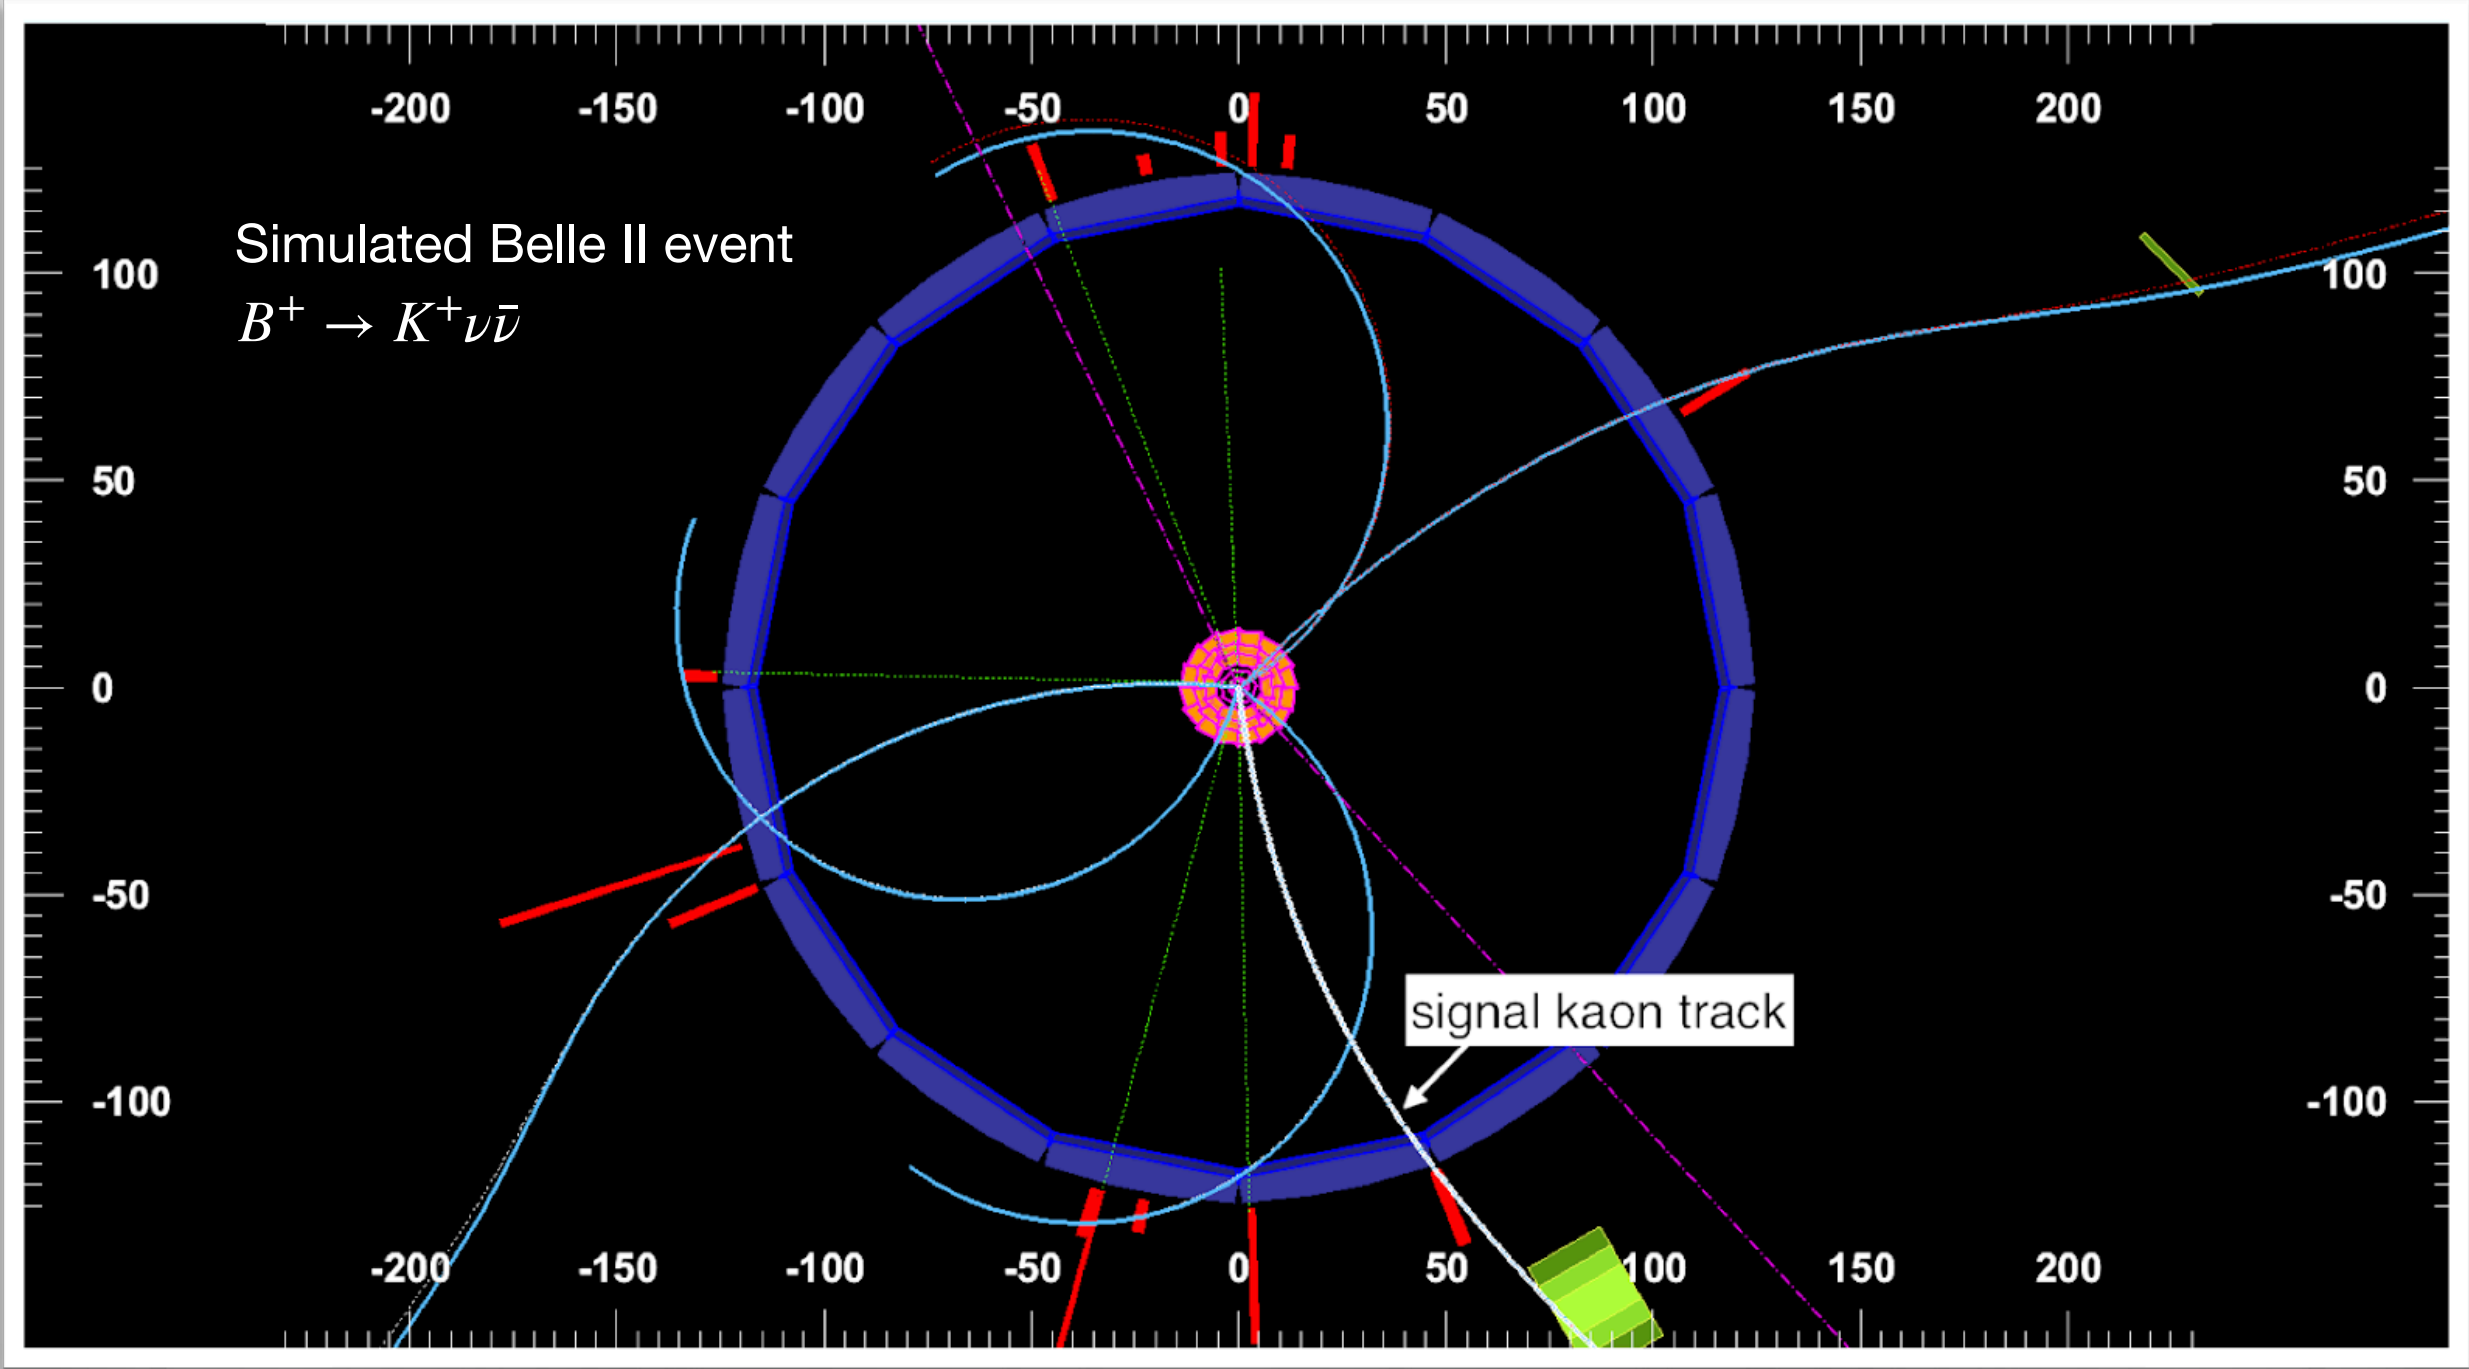 -200 -150 -100 -50 0 50 100 150 200
Simulated Belle II event
B⁺ → K⁺νν̄
100 100
50 50
0 0
-50 -50
signal kaon track
-100 -100
-200 -150 -100 -50 0 50 100 150 200